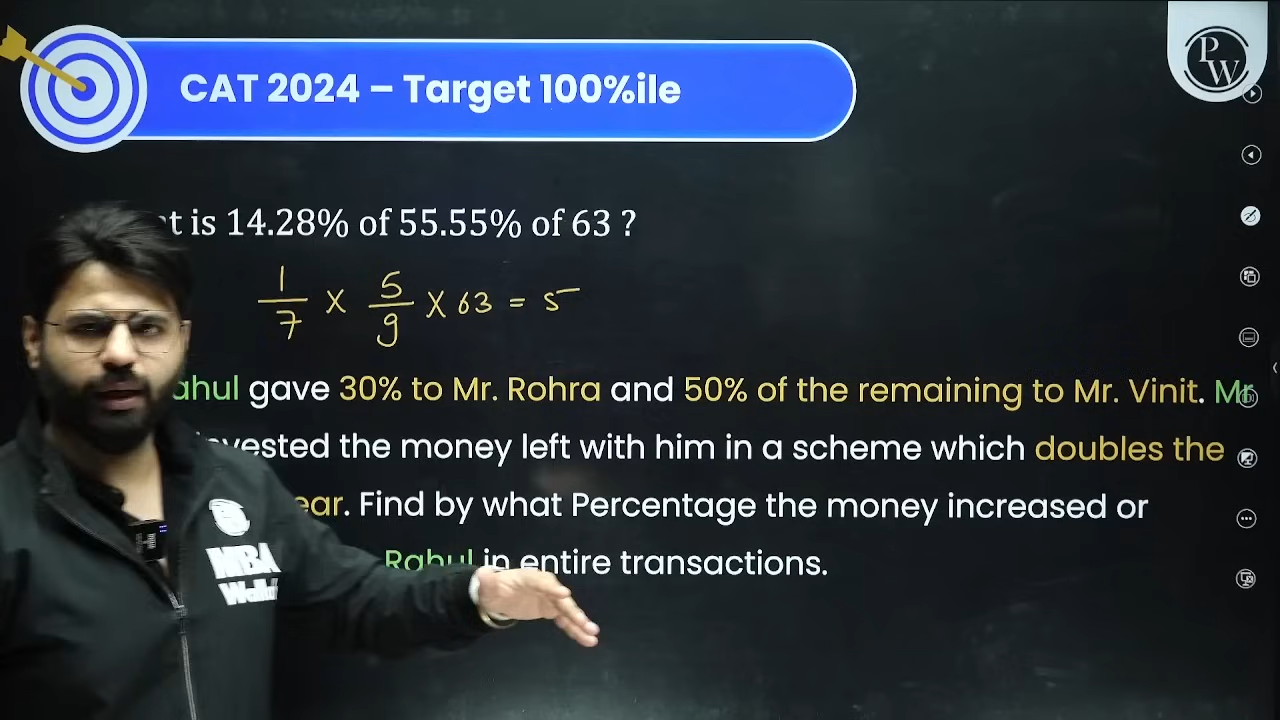 CAT 2024 – Target 100%ile
PW
is 14.28% of 55.55% of 63 ?
1/7 × 5/9 × 63 = 5
gave 30% to Mr. Rohra and 50% of the remaining to Mr. Vinit. Mr
invested the money left with him in a scheme which doubles the
Find by what Percentage the money increased or
Rahul in entire transactions.
MBA
Wallah